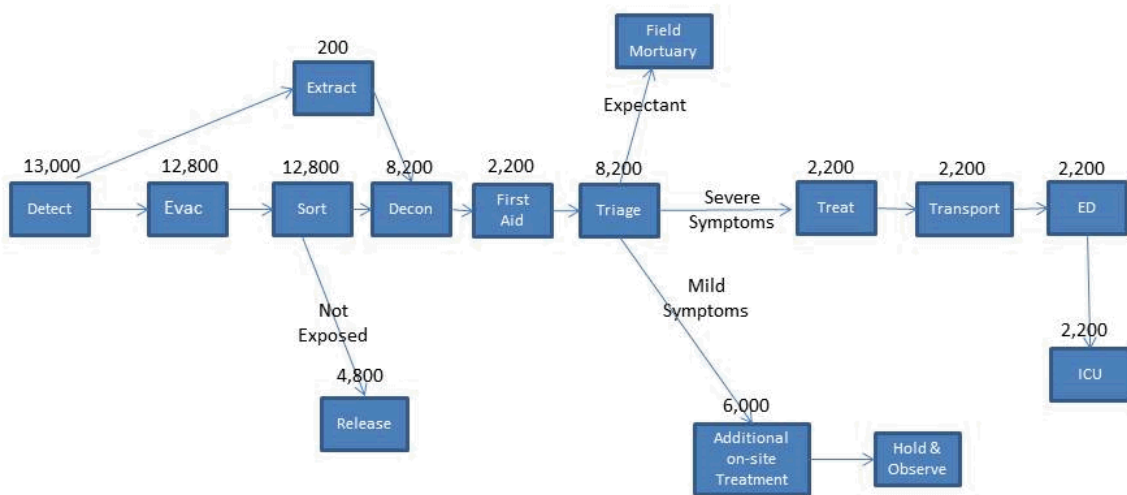 Field
Mortuary
200
Extract
Expectant
13,000
12,800
12,800
8,200
2,200
8,200
2,200
2,200
2,200
Detect
Evac
Sort
Decon
First
Aid
Triage
Severe
Symptoms
Treat
Transport
ED
Mild
Symptoms
Not
Exposed
2,200
ICU
4,800
Release
6,000
Additional
on-site
Treatment
Hold &
Observe